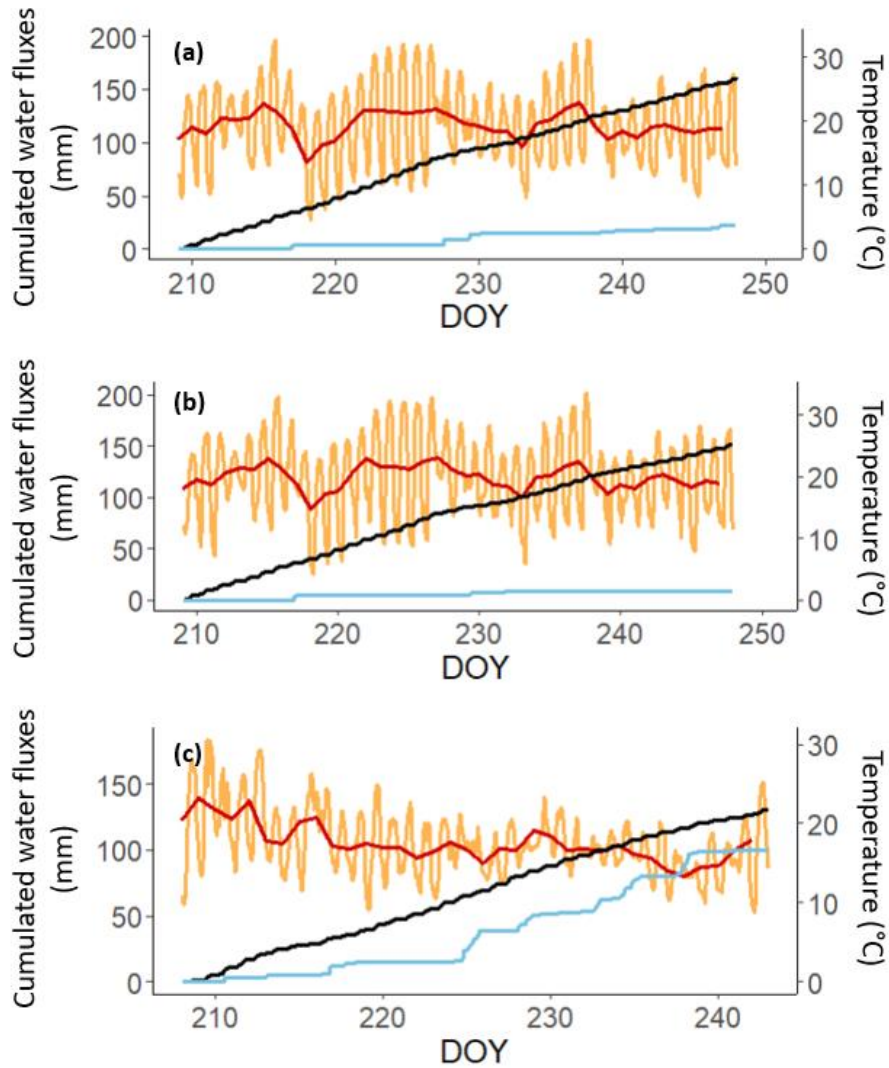 (a)
Cumulated water fluxes
(mm)
200
150
100
50
0
30
20
10
0
Temperature (°C)
210 220 230 240 250
DOY
(b)
Cumulated water fluxes
(mm)
200
150
100
50
0
30
20
10
0
Temperature (°C)
210 220 230 240 250
DOY
(c)
Cumulated water fluxes
(mm)
150
100
50
0
30
20
10
0
Temperature (°C)
210 220 230 240
DOY